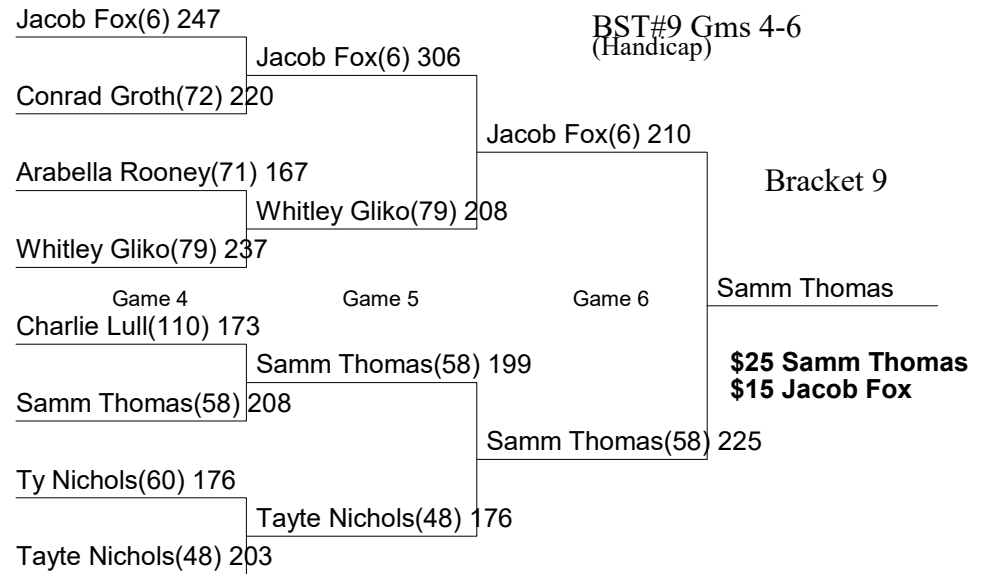 Jacob Fox(6) 247
BST#9 Gms 4-6
(Handicap)
Jacob Fox(6) 306
Conrad Groth(72) 220
Jacob Fox(6) 210
Arabella Rooney(71) 167
Bracket 9
Whitley Gliko(79) 208
Whitley Gliko(79) 237
Game 4
Game 5
Game 6
Samm Thomas
Charlie Lull(110) 173
Samm Thomas(58) 199
$25 Samm Thomas
$15 Jacob Fox
Samm Thomas(58) 208
Samm Thomas(58) 225
Ty Nichols(60) 176
Tayte Nichols(48) 176
Tayte Nichols(48) 203